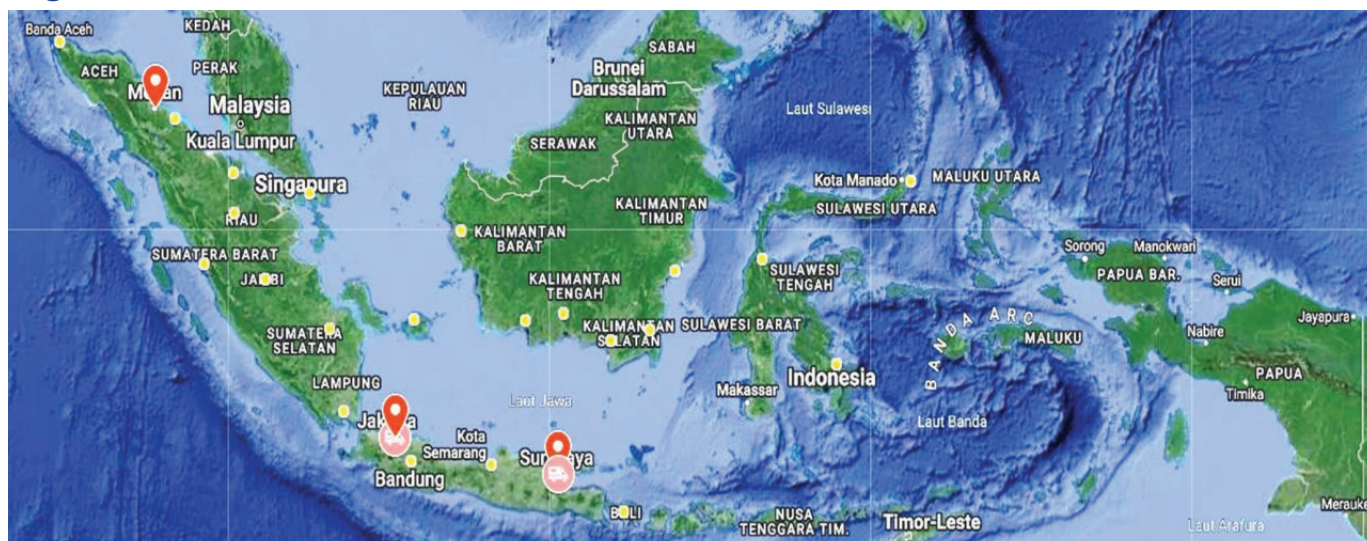 Banda Aceh
KEDAH
ACEH
PERAK
SABAH
Brunei
Darussalam
KEPULAUAN
RIAU
Malaysia
Laut Sulawesi
KALIMANTAN
UTARA
Kuala Lumpur
SERAWAK
Singapura
Kota Manado
MALUKU UTARA
RIAU
KALIMANTAN
TIMUR
SULAWESI UTARA
KALIMANTAN
BARAT
SUMATERA BARAT
Sorong
Manokwari
PAPUA BAR.
Serui
JAMBI
KALIMANTAN
TENGAH
SULAWESI
TENGAH
SUMATERA
SELATAN
KALIMANTAN
SELATAN
SULAWESI BARAT
BANDA ARC
MALUKU
Jayapura
Nabire
Indonesia
PAPUA
LAMPUNG
Makassar
Timika
Laut Jawa
Laut Banda
Kota
Semarang
Bandung
BALI
NUSA
TENGGARA TIM.
Timor-Leste
Laut Arafura
Merauke